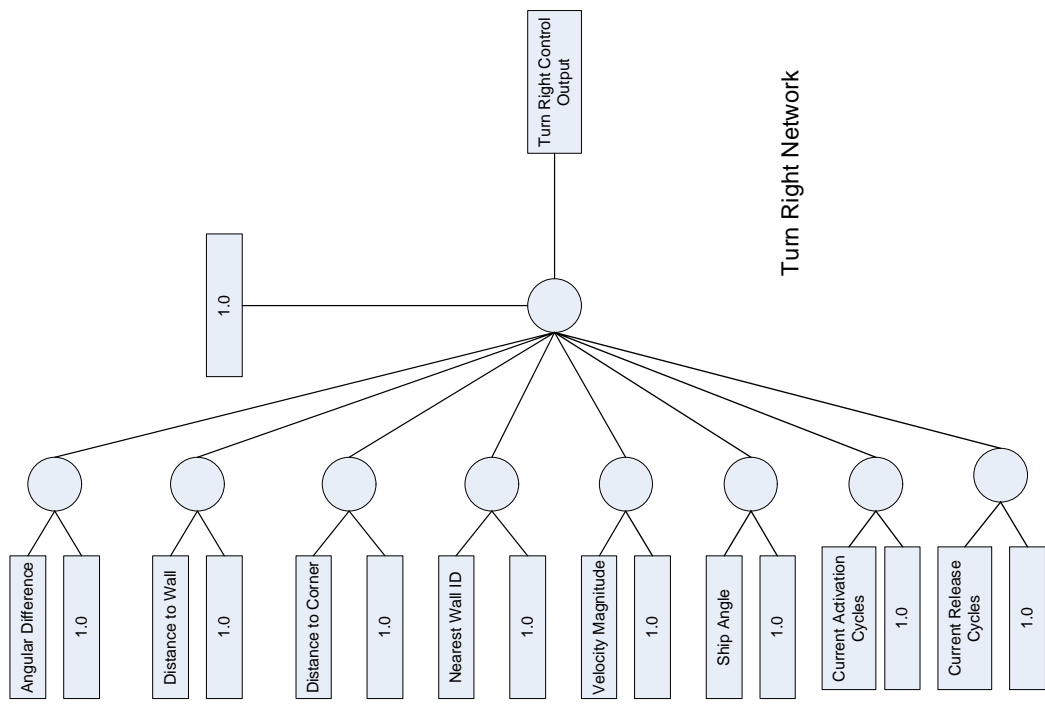 Turn Right Control
Output
Turn Right Network
1.0
Angular Difference
1.0
Distance to Wall
1.0
Distance to Corner
1.0
Nearest Wall ID
1.0
Velocity Magnitude
1.0
Ship Angle
1.0
Current Activation
Cycles
1.0
Current Release
Cycles
1.0